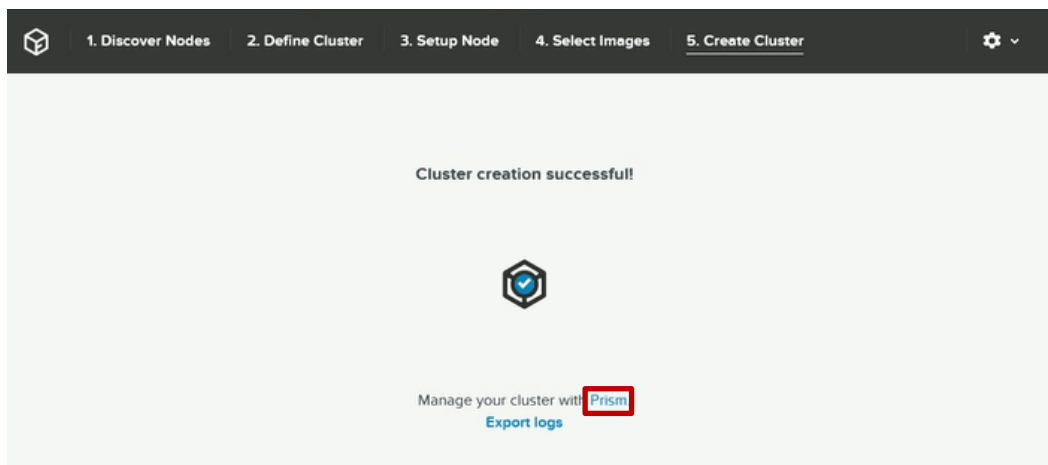 1. Discover Nodes 2. Define Cluster 3. Setup Node 4. Select Images 5. Create Cluster
Cluster creation successful!
Manage your cluster with Prism
Export logs